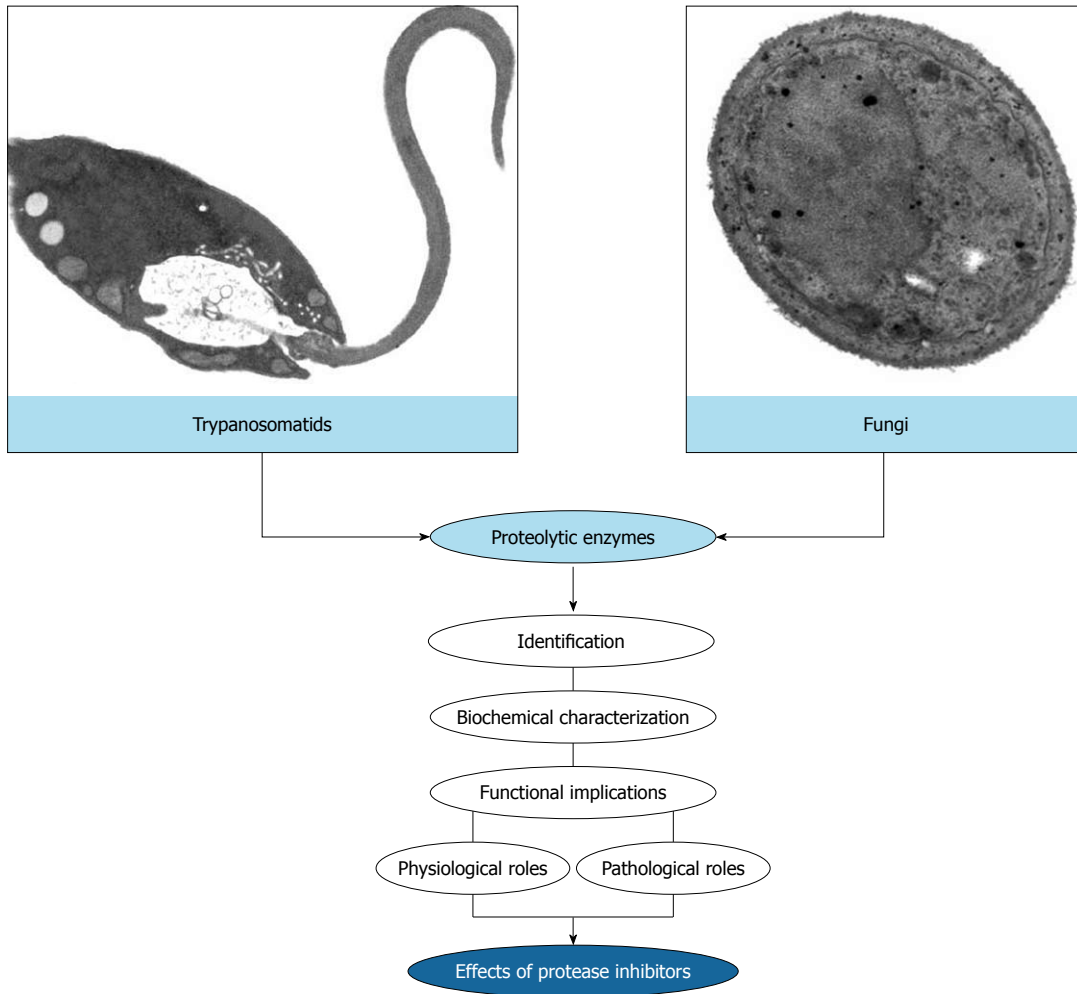 Trypanosomatids
Fungi
Proteolytic enzymes
Identification
Biochemical characterization
Functional implications
Physiological roles
Pathological roles
Effects of protease inhibitors